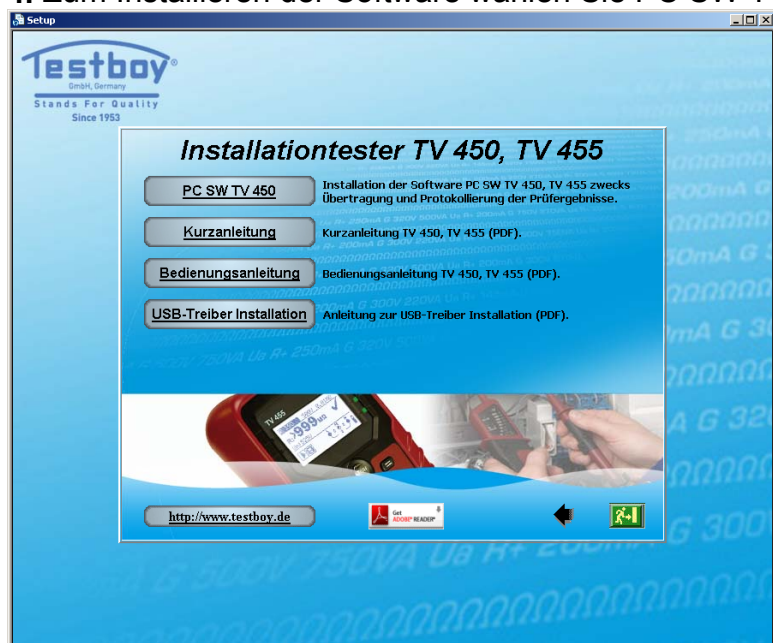 Zum Installieren der Software wählen Sie PC SW
Setup
Testboy®
GmbH, Germany
Stands For Quality
Since 1953
Installationtester TV 450, TV 455
PC SW TV 450
Installation der Software PC SW TV 450, TV 455 zwecks
Übertragung und Protokollierung der Prüfergebnisse.
Kurzanleitung
Kurzanleitung TV 450, TV 455 (PDF).
Bedienungsanleitung
Bedienungsanleitung TV 450, TV 455 (PDF).
USB-Treiber Installation
Anleitung zur USB-Treiber Installation (PDF).
TV 455
>999
http://www.testboy.de
Get
ADOBE® READER®